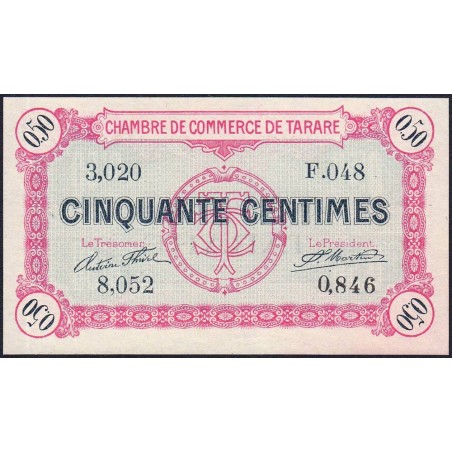 0,50 0,50
CHAMBRE DE COMMERCE DE TARARE
3,020 F.048
CINQUANTE CENTIMES
Le Trésorier, Le Président,
8,052 0,846
0,50 0,50